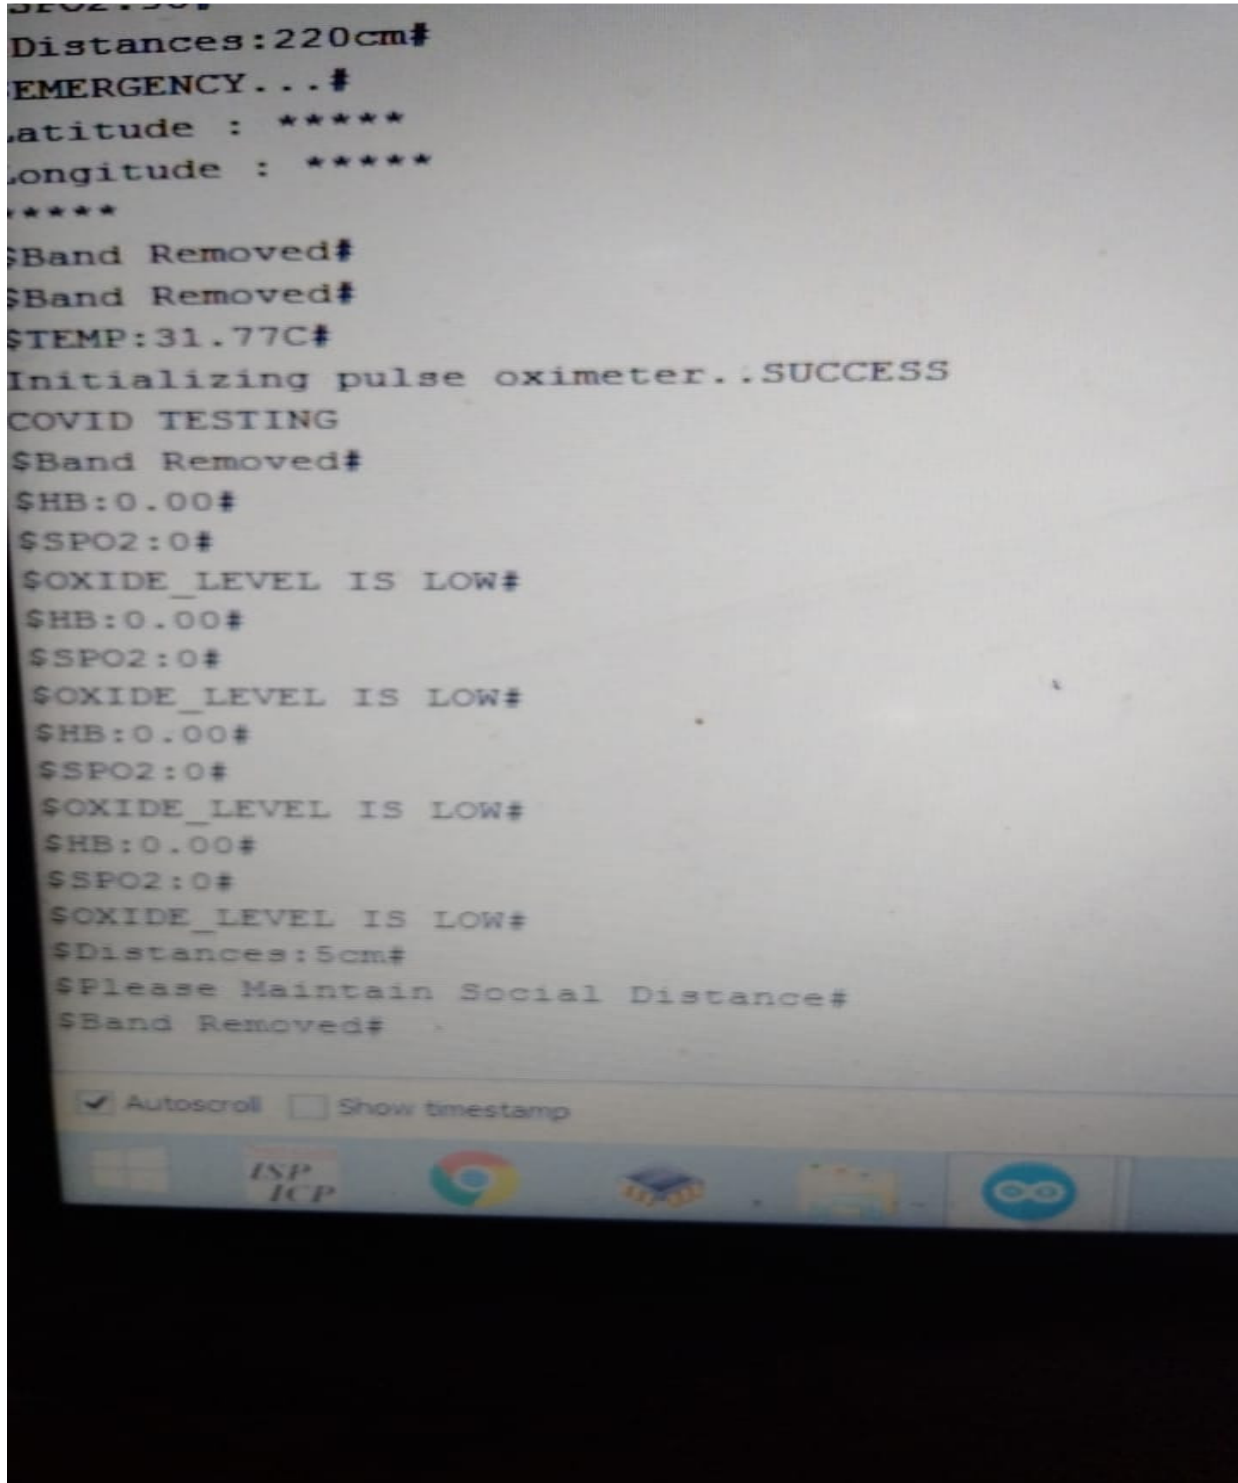 Distances:220cm#
EMERGENCY...#
atitude : *****
ongitude : *****
*****
$Band Removed#
$Band Removed#
$TEMP:31.77C#
Initializing pulse oximeter..SUCCESS
COVID TESTING
$Band Removed#
$HB:0.00#
$SPO2:0#
$OXIDE_LEVEL IS LOW#
$HB:0.00#
$SPO2:0#
$OXIDE_LEVEL IS LOW#
$HB:0.00#
$SPO2:0#
$OXIDE_LEVEL IS LOW#
$HB:0.00#
$SPO2:0#
$OXIDE_LEVEL IS LOW#
$Distances:5cm#
$Please Maintain Social Distance#
$Band Removed#
Autoscroll Show timestamp
ISP
ICP